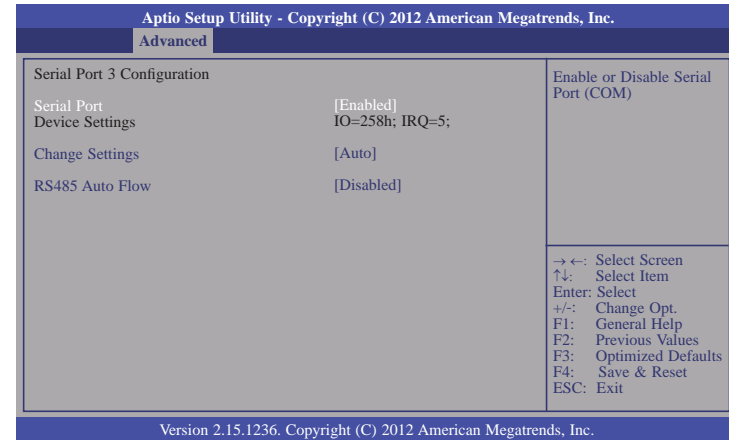 Aptio Setup Utility - Copyright (C) 2012 American Megatrends, Inc.
Advanced
Serial Port 3 Configuration
Serial Port [Enabled]
Device Settings IO=258h; IRQ=5;
Change Settings [Auto]
RS485 Auto Flow [Disabled]
Enable or Disable Serial
Port (COM)
→←: Select Screen
↑↓: Select Item
Enter: Select
+/-: Change Opt.
F1: General Help
F2: Previous Values
F3: Optimized Defaults
F4: Save & Reset
ESC: Exit
Version 2.15.1236. Copyright (C) 2012 American Megatrends, Inc.